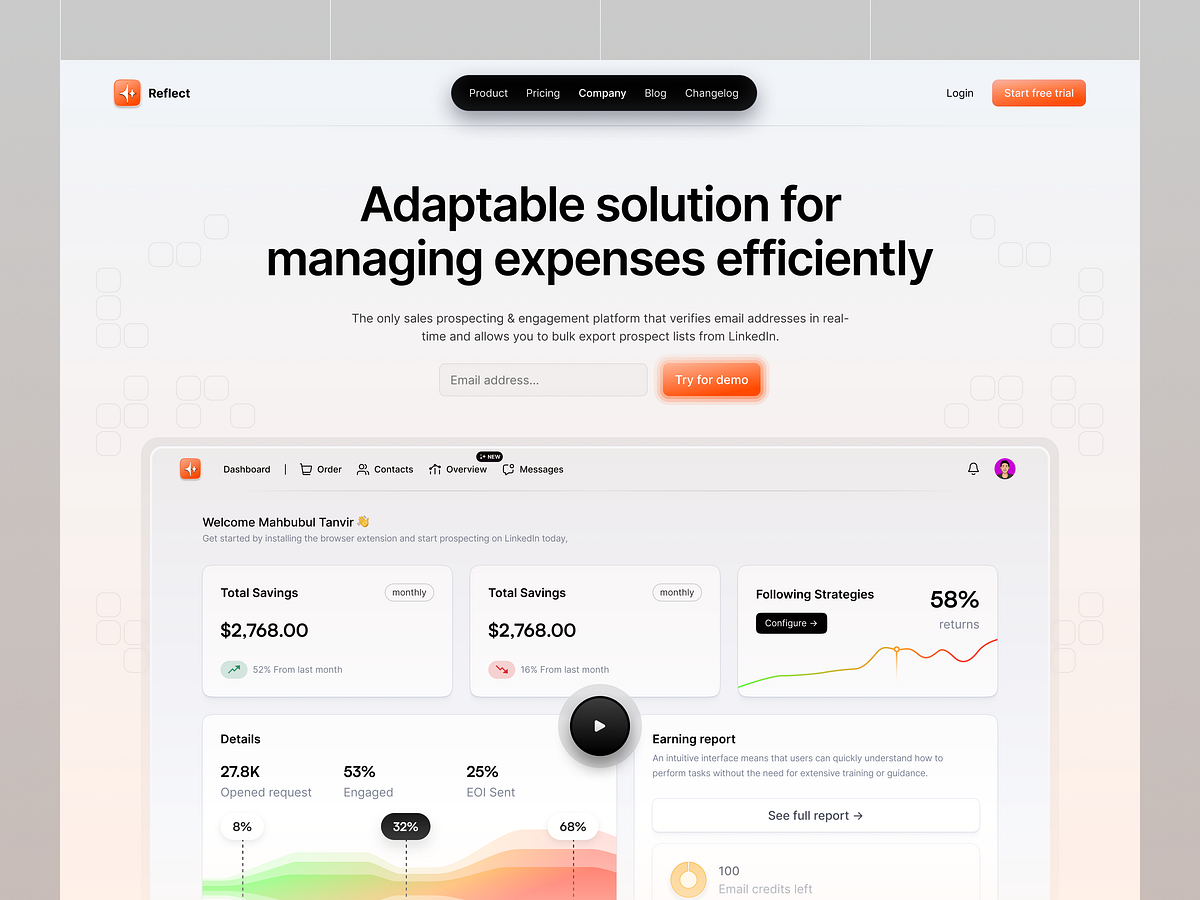 Reflect
Product Pricing Company Blog Changelog
Login
Start free trial
Adaptable solution for
managing expenses efficiently
The only sales prospecting & engagement platform that verifies email addresses in real-
time and allows you to bulk export prospect lists from LinkedIn.
Email address...
Try for demo
Dashboard | Order Contacts Overview Messages
NEW
Welcome Mahbubul Tanvir 👋
Get started by installing the browser extension and start prospecting on LinkedIn today,
Total Savings
monthly
$2,768.00
52% From last month
Total Savings
monthly
$2,768.00
16% From last month
Following Strategies
Configure →
58%
returns
Details
27.8K
Opened request
53%
Engaged
25%
EOI Sent
8%
32%
68%
Earning report
An intuitive interface means that users can quickly understand how to
perform tasks without the need for extensive training or guidance.
See full report →
100
Email credits left